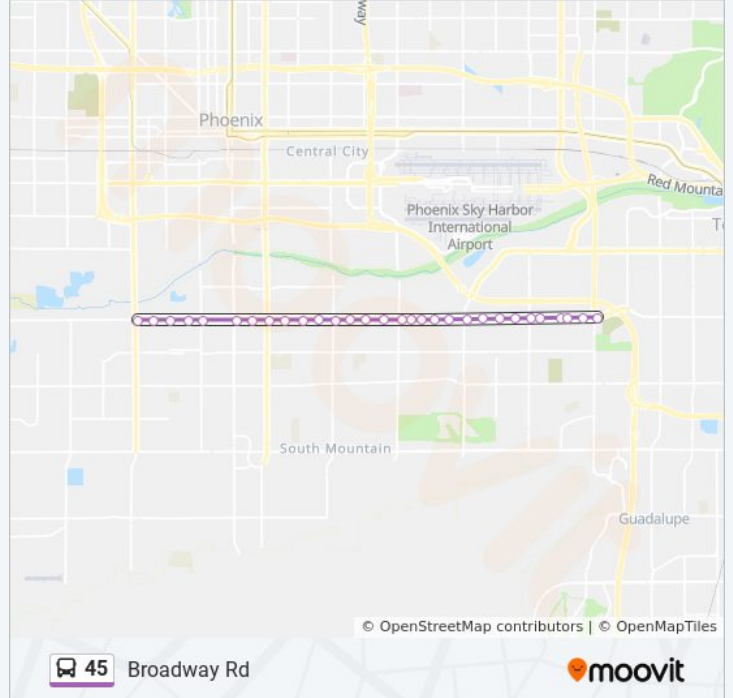 way
Phoenix
Central City
Red Mounta
Phoenix Sky Harbor
International
Airport
South Mountain
Guadalupe
© OpenStreetMap contributors | © OpenMapTiles
45 Broadway Rd
moovit